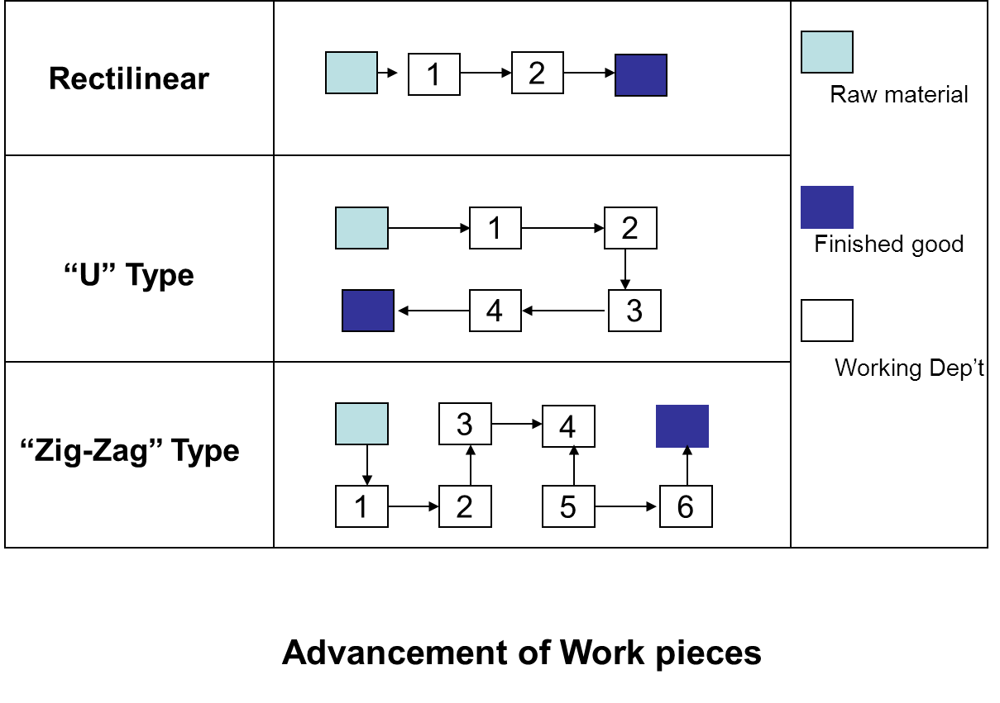 Rectilinear
1
2
Raw material
“U” Type
1
2
4
3
Finished good
Working Dep’t
“Zig-Zag” Type
3
4
1
2
5
6
Advancement of Work pieces